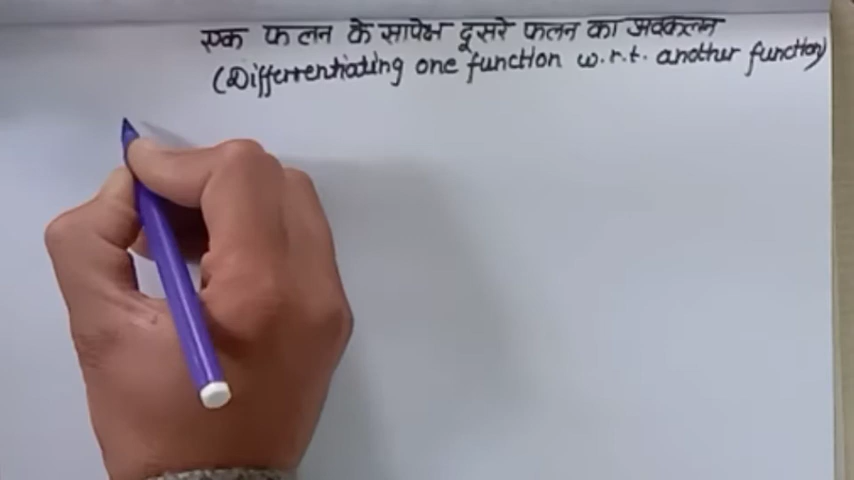 एक फलन के सापेक्ष दूसरे फलन का अवकलन
(Differentiating one function w.r.t. another function)